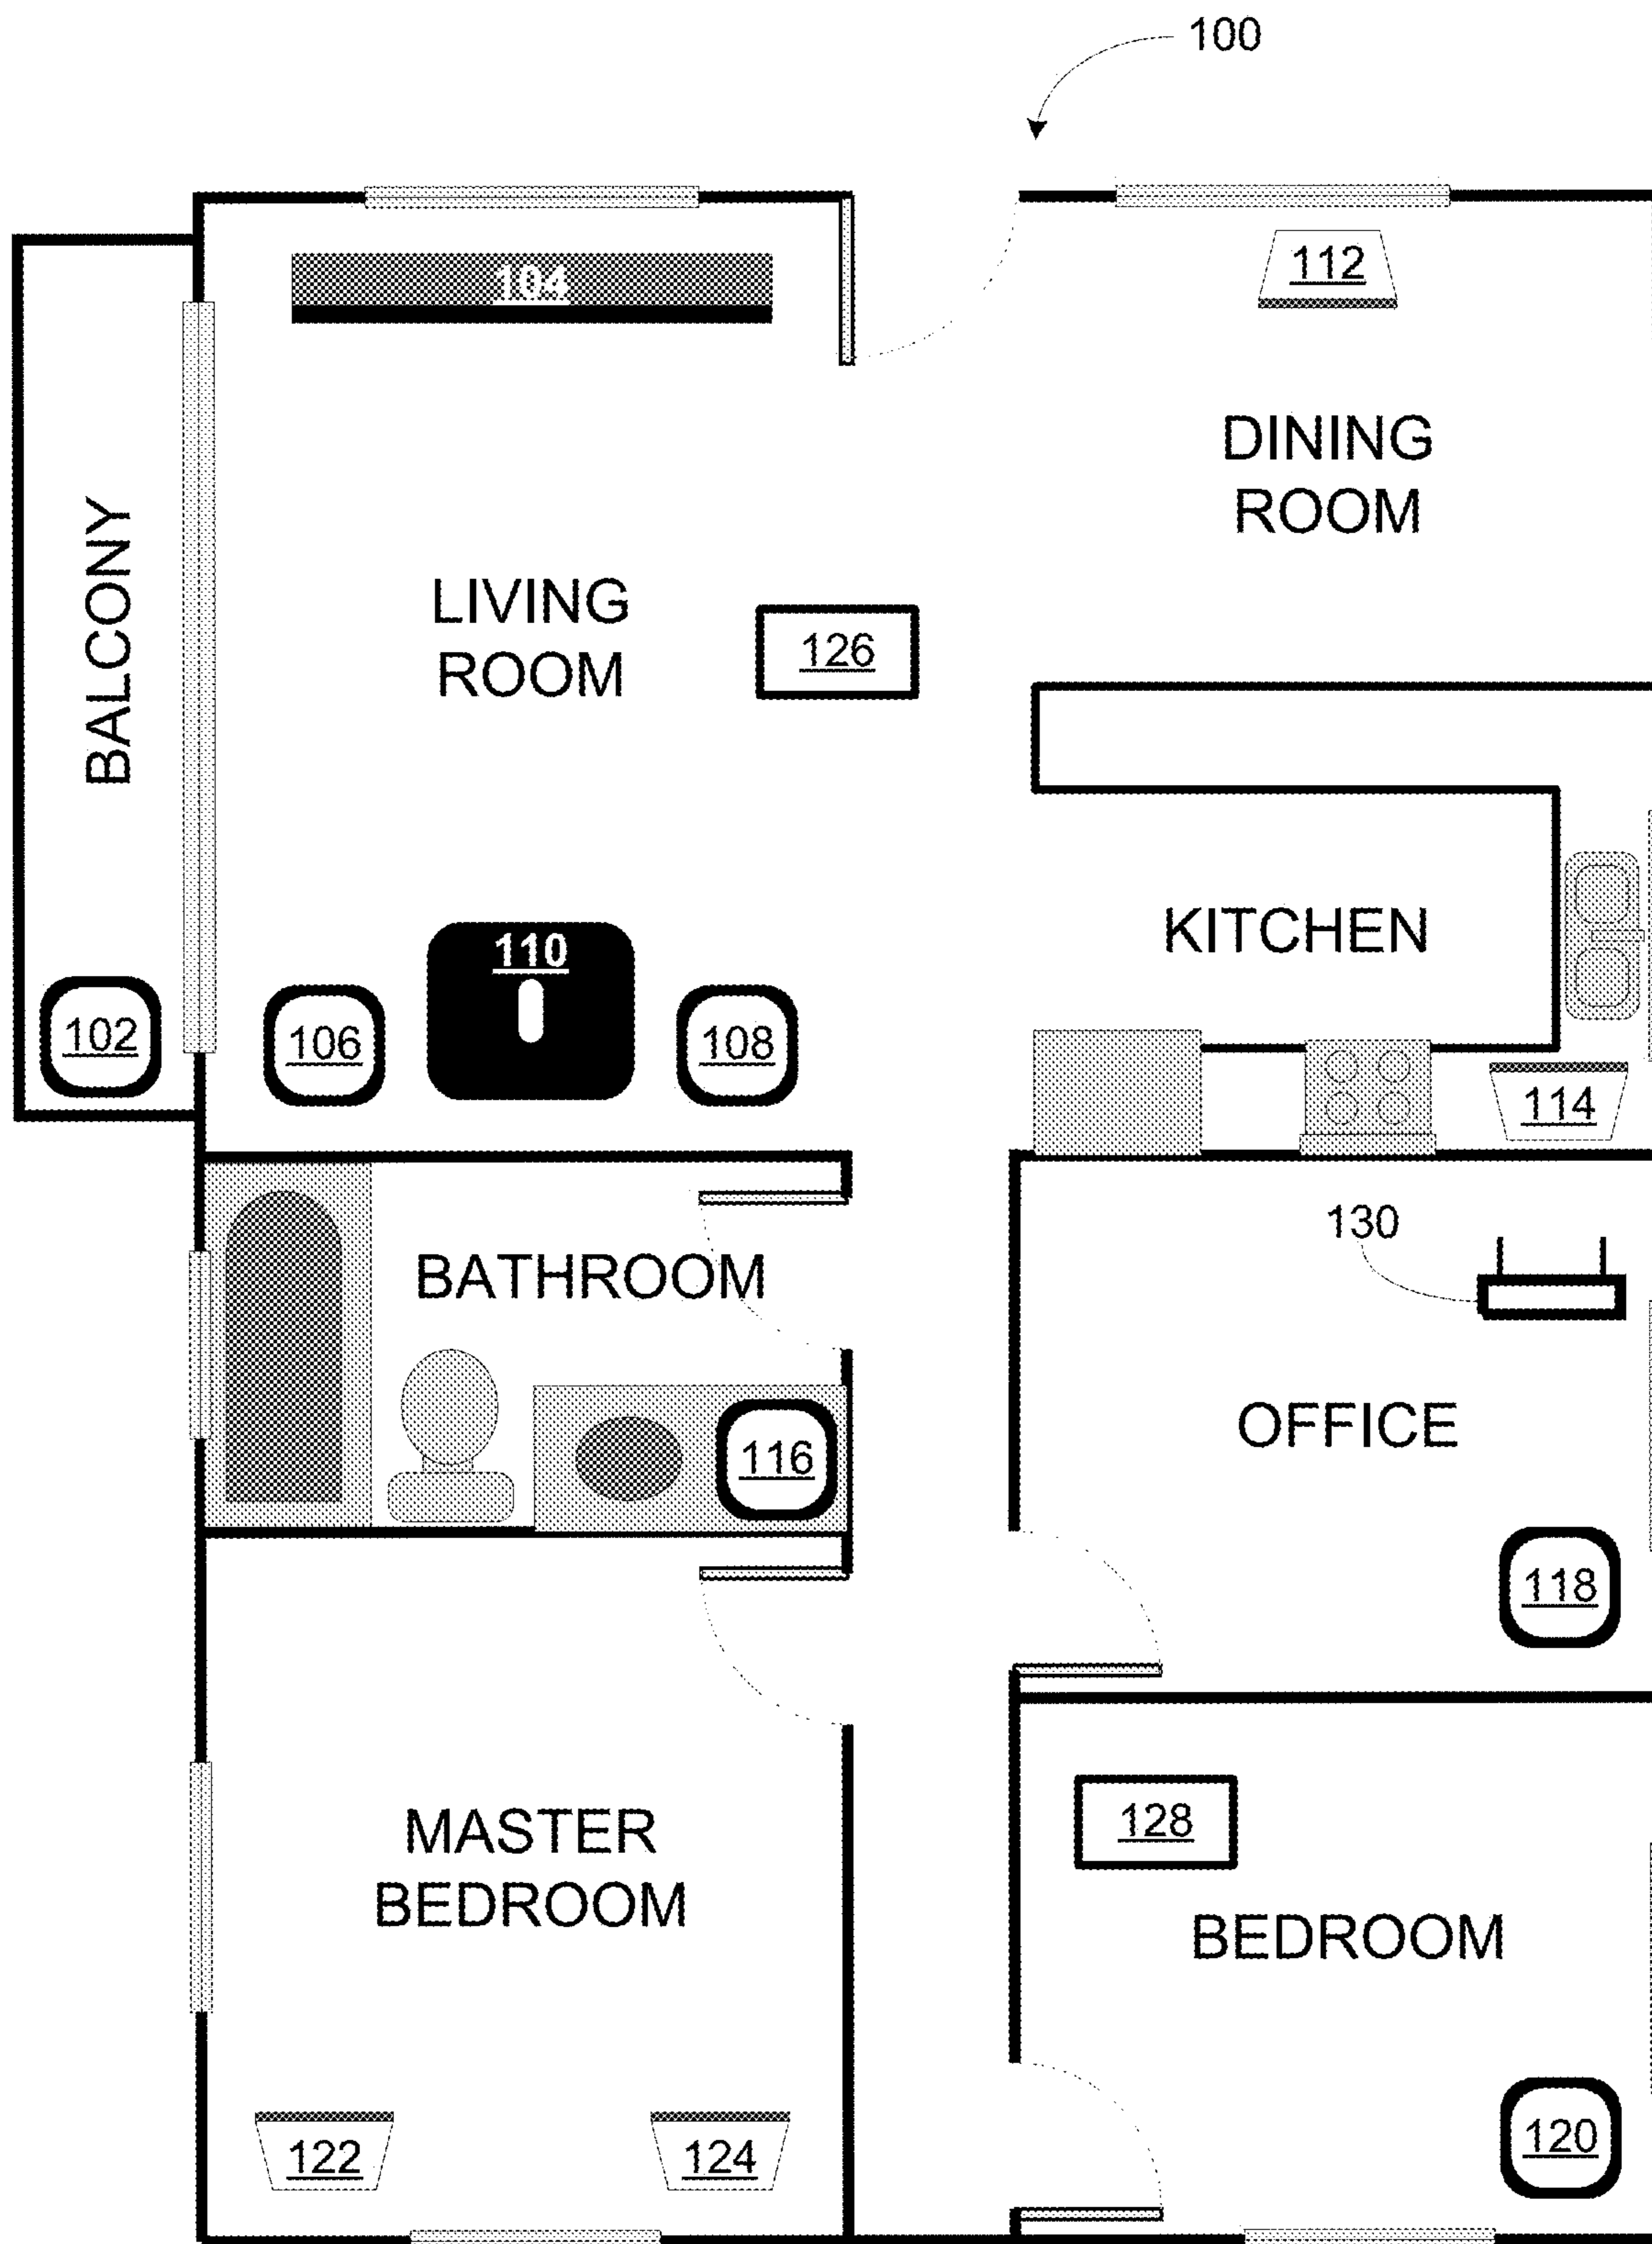 100
104
112
DINING
ROOM
BALCONY
LIVING
ROOM
126
110
KITCHEN
102
106
108
114
130
BATHROOM
OFFICE
116
118
128
MASTER
BEDROOM
BEDROOM
122
124
120